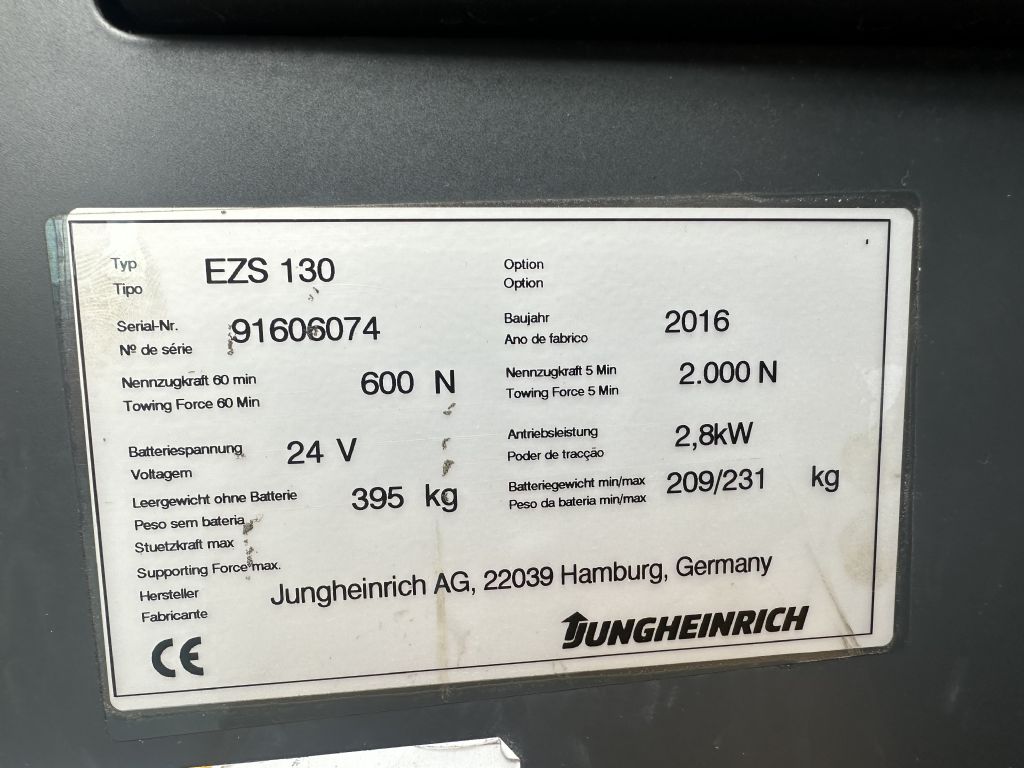 Typ EZS 130 Option
Tipo Option
Serial-Nr. 91606074 Baujahr 2016
Nº de série Ano de fabrico
Nennzugkraft 60 min 600 N Nennzugkraft 5 Min 2.000 N
Towing Force 60 Min Towing Force 5 Min
Batteriespannung 24 V Antriebsleistung 2,8kW
Voltagem Poder de tracção
Leergewicht ohne Batterie 395 kg Batteriegewicht min/max 209/231 kg
Peso sem bateria Peso da bateria min/max
Stuetzkraft max
Supporting Force max.
Hersteller Jungheinrich AG, 22039 Hamburg, Germany
Fabricante
CE JUNGHEINRICH